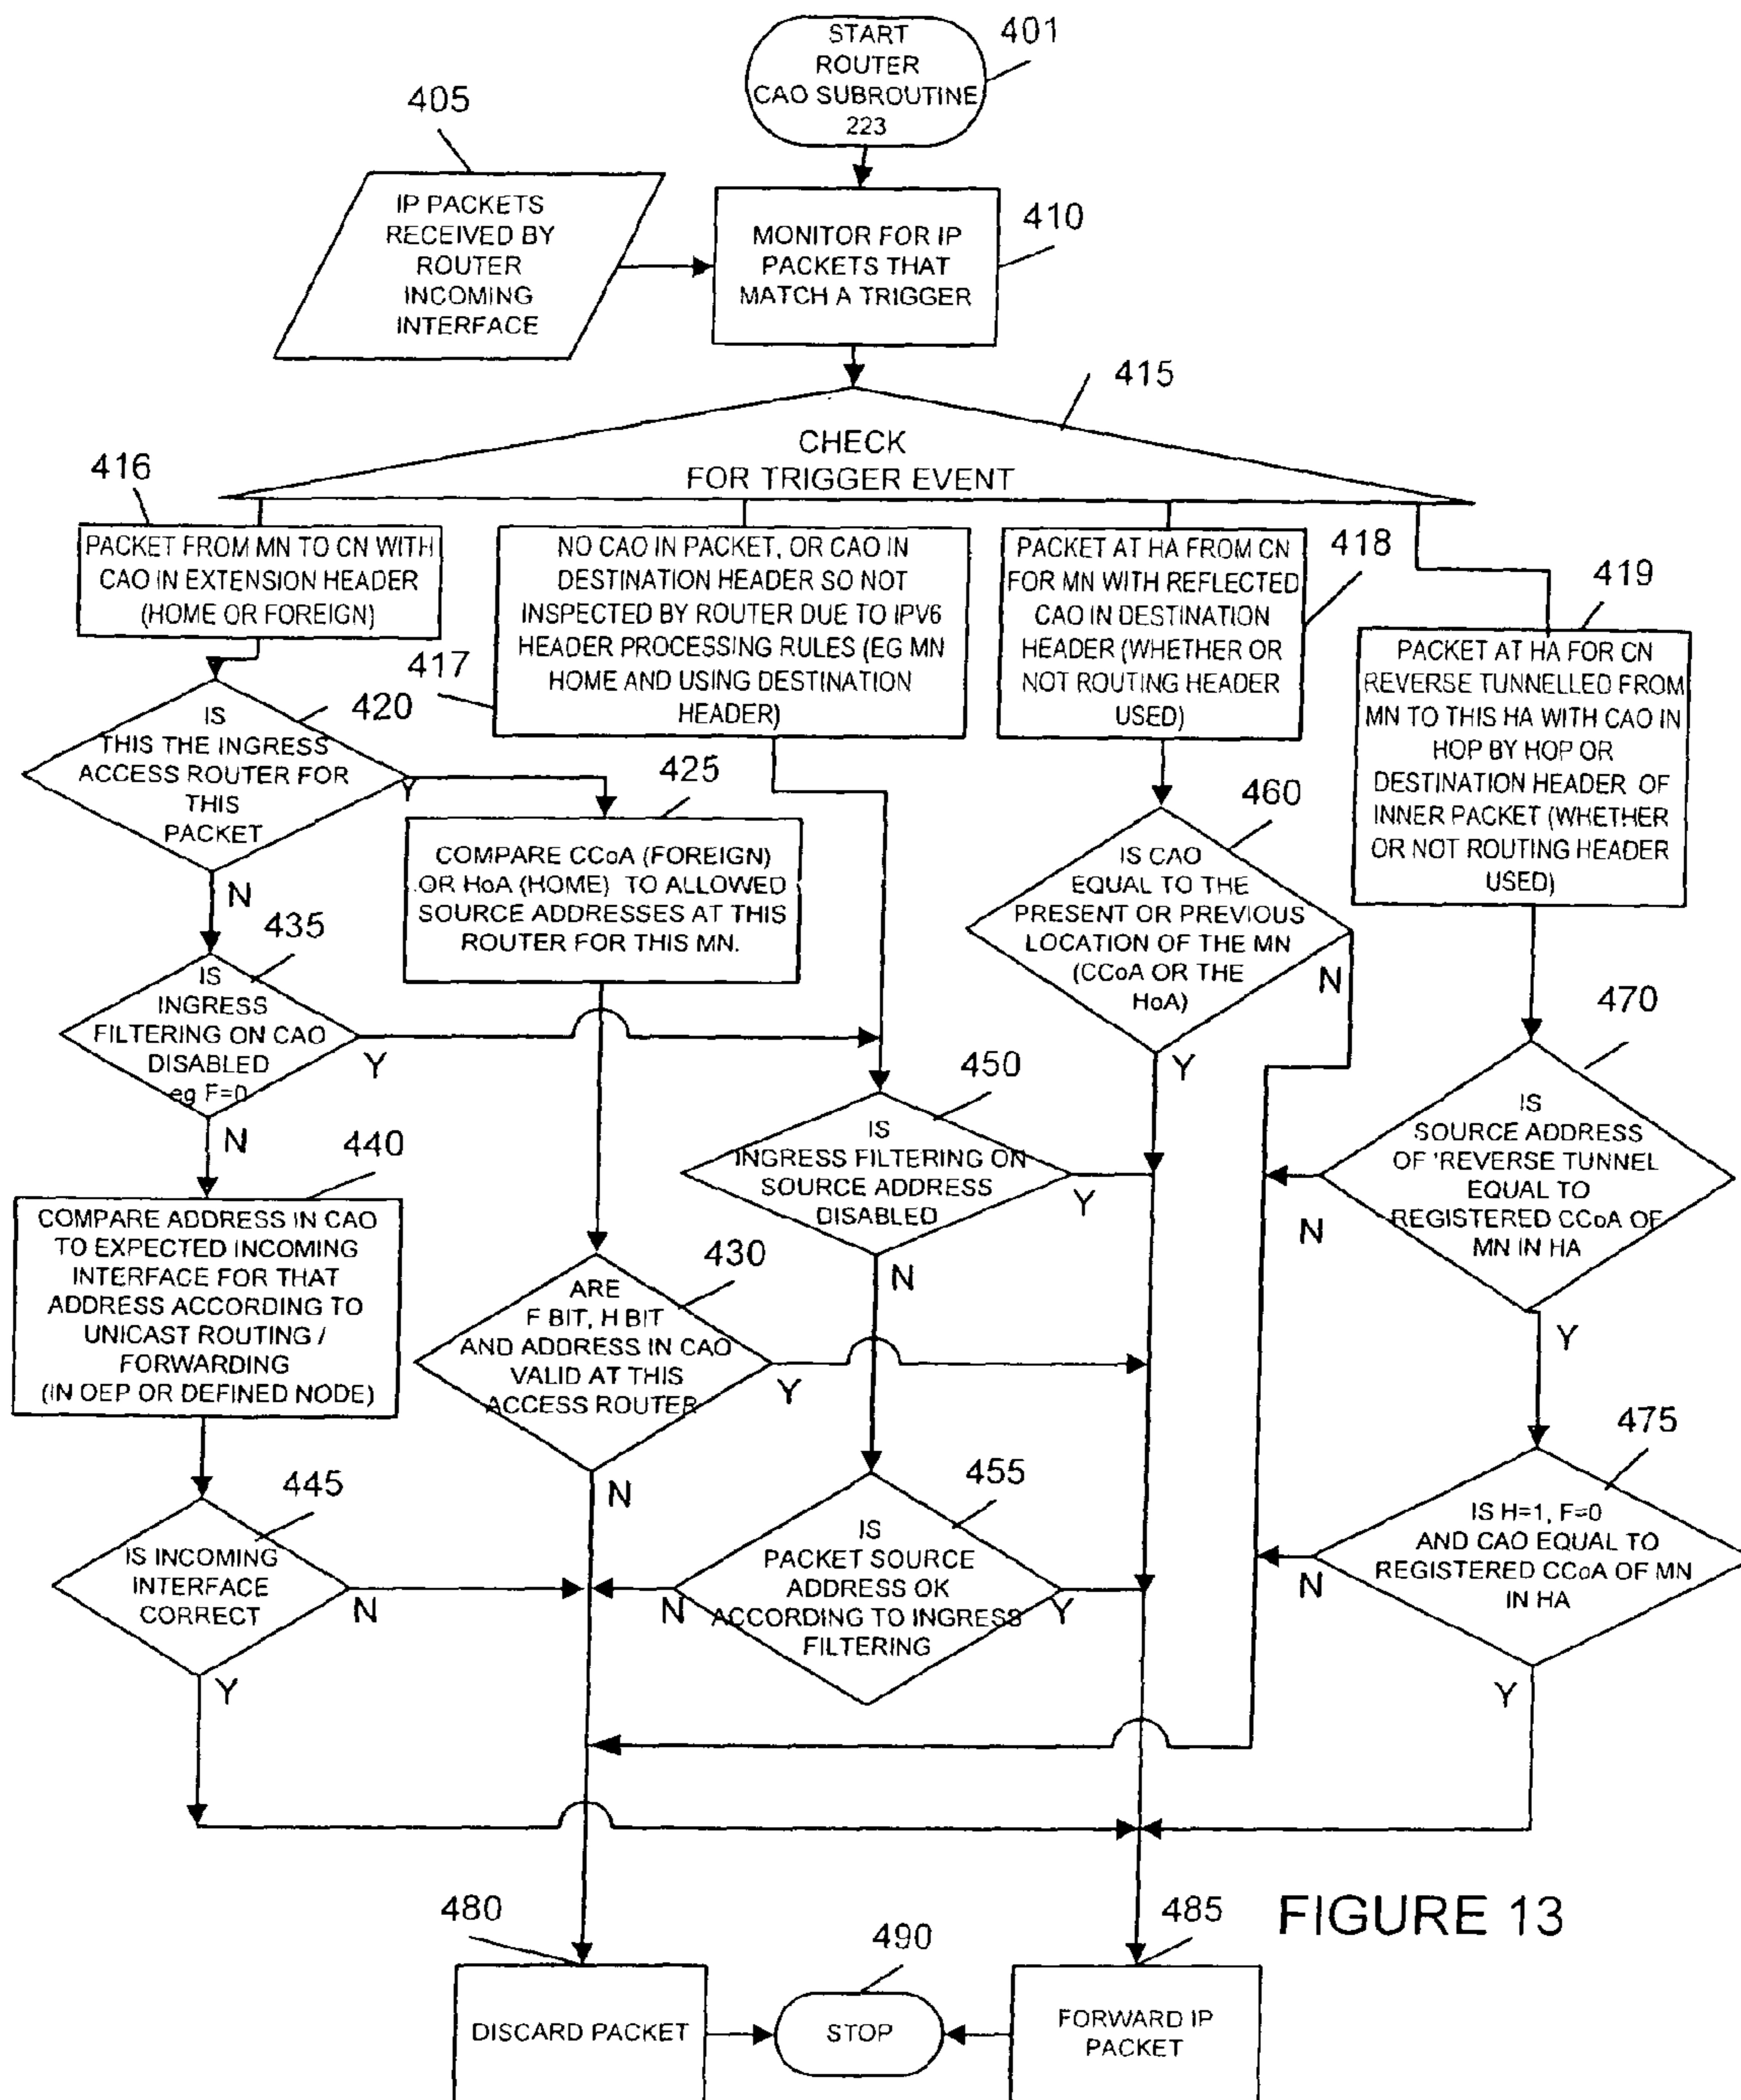 START
ROUTER
CAO SUBROUTINE
223
401
405
IP PACKETS
RECEIVED BY
ROUTER
INCOMING
INTERFACE
MONITOR FOR IP
PACKETS THAT
MATCH A TRIGGER
410
CHECK
FOR TRIGGER EVENT
415
416
PACKET FROM MN TO CN WITH
CAO IN EXTENSION HEADER
(HOME OR FOREIGN)
417
NO CAO IN PACKET, OR CAO IN
DESTINATION HEADER SO NOT
INSPECTED BY ROUTER DUE TO IPV6
HEADER PROCESSING RULES (EG MN
HOME AND USING DESTINATION
HEADER)
418
PACKET AT HA FROM CN
FOR MN WITH REFLECTED
CAO IN DESTINATION
HEADER (WHETHER OR
NOT ROUTING HEADER
USED)
419
PACKET AT HA FOR CN
REVERSE TUNNELLED FROM
MN TO THIS HA WITH CAO IN
HOP BY HOP OR
DESTINATION HEADER OF
INNER PACKET (WHETHER
OR NOT ROUTING HEADER
USED)
420
IS
THIS THE INGRESS
ACCESS ROUTER FOR
THIS
PACKET
Y
N
425
COMPARE CCoA (FOREIGN)
OR HoA (HOME) TO ALLOWED
SOURCE ADDRESSES AT THIS
ROUTER FOR THIS MN.
460
IS CAO
EQUAL TO THE
PRESENT OR PREVIOUS
LOCATION OF THE MN
(CCoA OR THE
HoA)
N
Y
435
IS
INGRESS
FILTERING ON CAO
DISABLED
eg F=0
Y
N
450
IS
INGRESS FILTERING ON
SOURCE ADDRESS
DISABLED
Y
N
470
IS
SOURCE ADDRESS
OF 'REVERSE TUNNEL
EQUAL TO
REGISTERED CCoA OF
MN IN HA
N
Y
440
COMPARE ADDRESS IN CAO
TO EXPECTED INCOMING
INTERFACE FOR THAT
ADDRESS ACCORDING TO
UNICAST ROUTING /
FORWARDING
(IN OEP OR DEFINED NODE)
430
ARE
F BIT, H BIT
AND ADDRESS IN CAO
VALID AT THIS
ACCESS ROUTER
Y
N
445
IS INCOMING
INTERFACE
CORRECT
N
Y
455
IS
PACKET SOURCE
ADDRESS OK
ACCORDING TO INGRESS
FILTERING
N
Y
475
IS H=1, F=0
AND CAO EQUAL TO
REGISTERED CCoA OF MN
IN HA
N
Y
480
DISCARD PACKET
490
STOP
485
FORWARD IP
PACKET
FIGURE 13